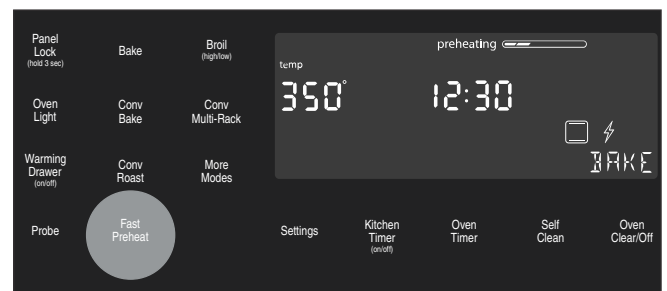 Panel
Lock
(hold 3 sec)
Bake
Broil
(high/low)
Oven
Light
Conv
Bake
Conv
Multi-Rack
Warming
Drawer
(on/off)
Conv
Roast
More
Modes
Probe
Fast
Preheat
preheating
temp
350°
12:30
BAKE
Settings
Kitchen
Timer
(on/off)
Oven
Timer
Self
Clean
Oven
Clear/Off